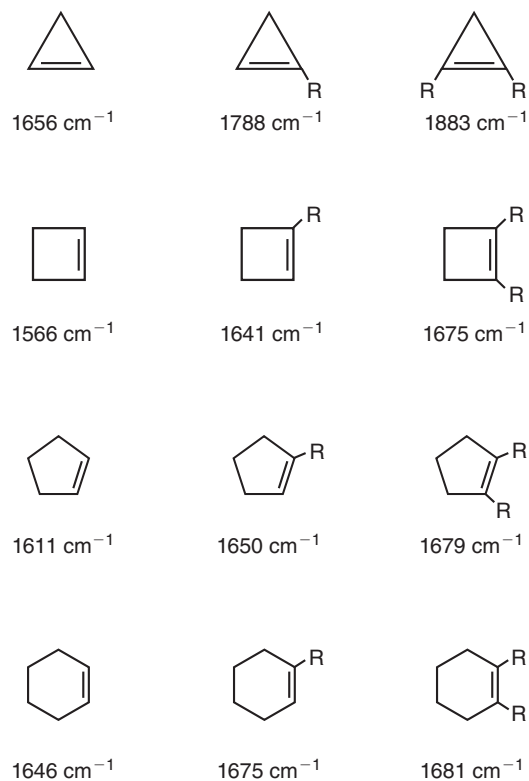 R
R R
1656 cm⁻¹ 1788 cm⁻¹ 1883 cm⁻¹
R R
R
1566 cm⁻¹ 1641 cm⁻¹ 1675 cm⁻¹
R R
R
1611 cm⁻¹ 1650 cm⁻¹ 1679 cm⁻¹
R R
R
1646 cm⁻¹ 1675 cm⁻¹ 1681 cm⁻¹